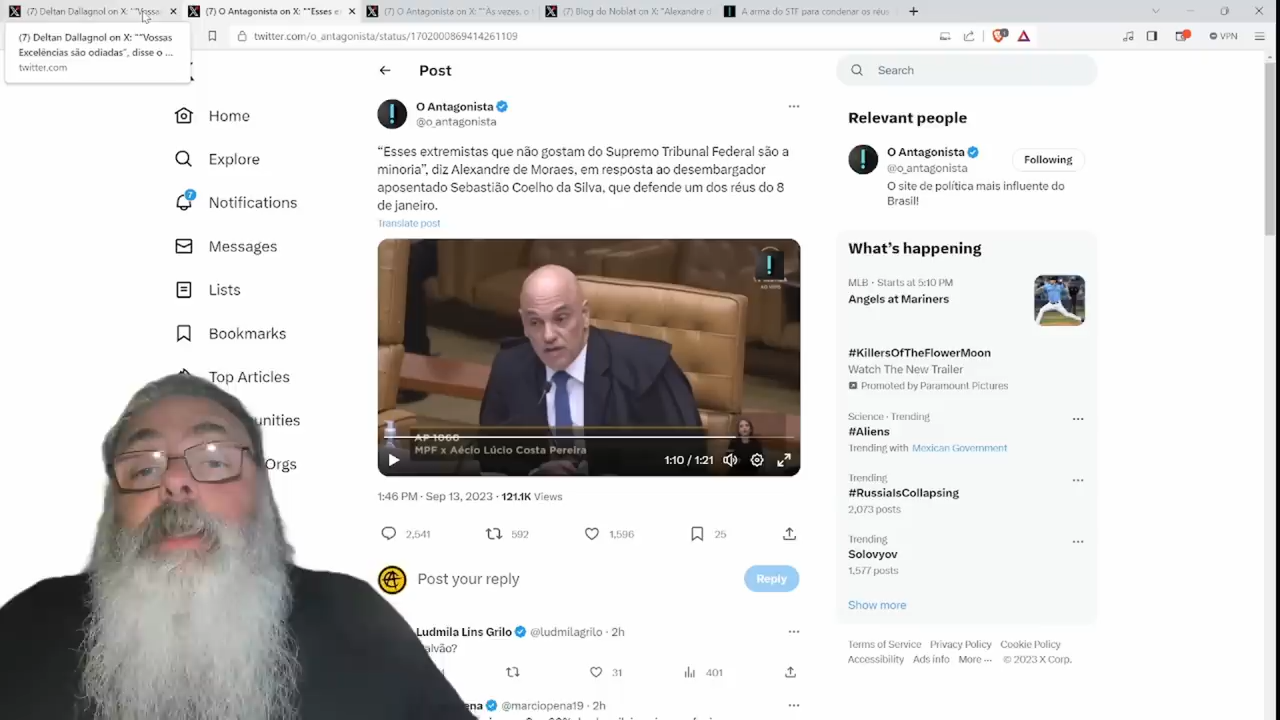 (7) Deltan Dallagnol on X: ""Vossas
(7) O Antagonista on X: ""Esses e
(7) O Antagonista on X: ""Às vezes, o
(7) Blog do Noblat on X: "Alexandre d
A arma do STF para condenar os réus
(7) Deltan Dallagnol on X: ""Vossas
Excelências são odiadas", disse o ...
twitter.com
twitter.com/o_antagonista/status/1702000869414261109
VPN
Home
Explore
7
Notifications
Messages
Lists
Bookmarks
Top Articles
Orgs
Post
O Antagonista
@o_antagonista
"Esses extremistas que não gostam do Supremo Tribunal Federal são a
minoria", diz Alexandre de Moraes, em resposta ao desembargador
aposentado Sebastião Coelho da Silva, que defende um dos réus do 8
de janeiro.
Translate post
AP 1060
MPF x Aécio Lúcio Costa Pereira
1:10 / 1:21
1:46 PM · Sep 13, 2023 · 121.1K Views
2,541
592
1,596
25
Post your reply
Reply
Ludmila Lins Grilo @ludmilagrilo · 2h
31
401
@marciopena19 · 2h
Search
Relevant people
O Antagonista
@o_antagonista
Following
O site de política mais influente do
Brasil!
What's happening
MLB · Starts at 5:10 PM
Angels at Mariners
#KillersOfTheFlowerMoon
Watch The New Trailer
Promoted by Paramount Pictures
Science · Trending
#Aliens
Trending with Mexican Government
Trending
#RussiaIsCollapsing
2,073 posts
Trending
Solovyov
1,577 posts
Show more
Terms of Service Privacy Policy Cookie Policy
Accessibility Ads info More ··· © 2023 X Corp.